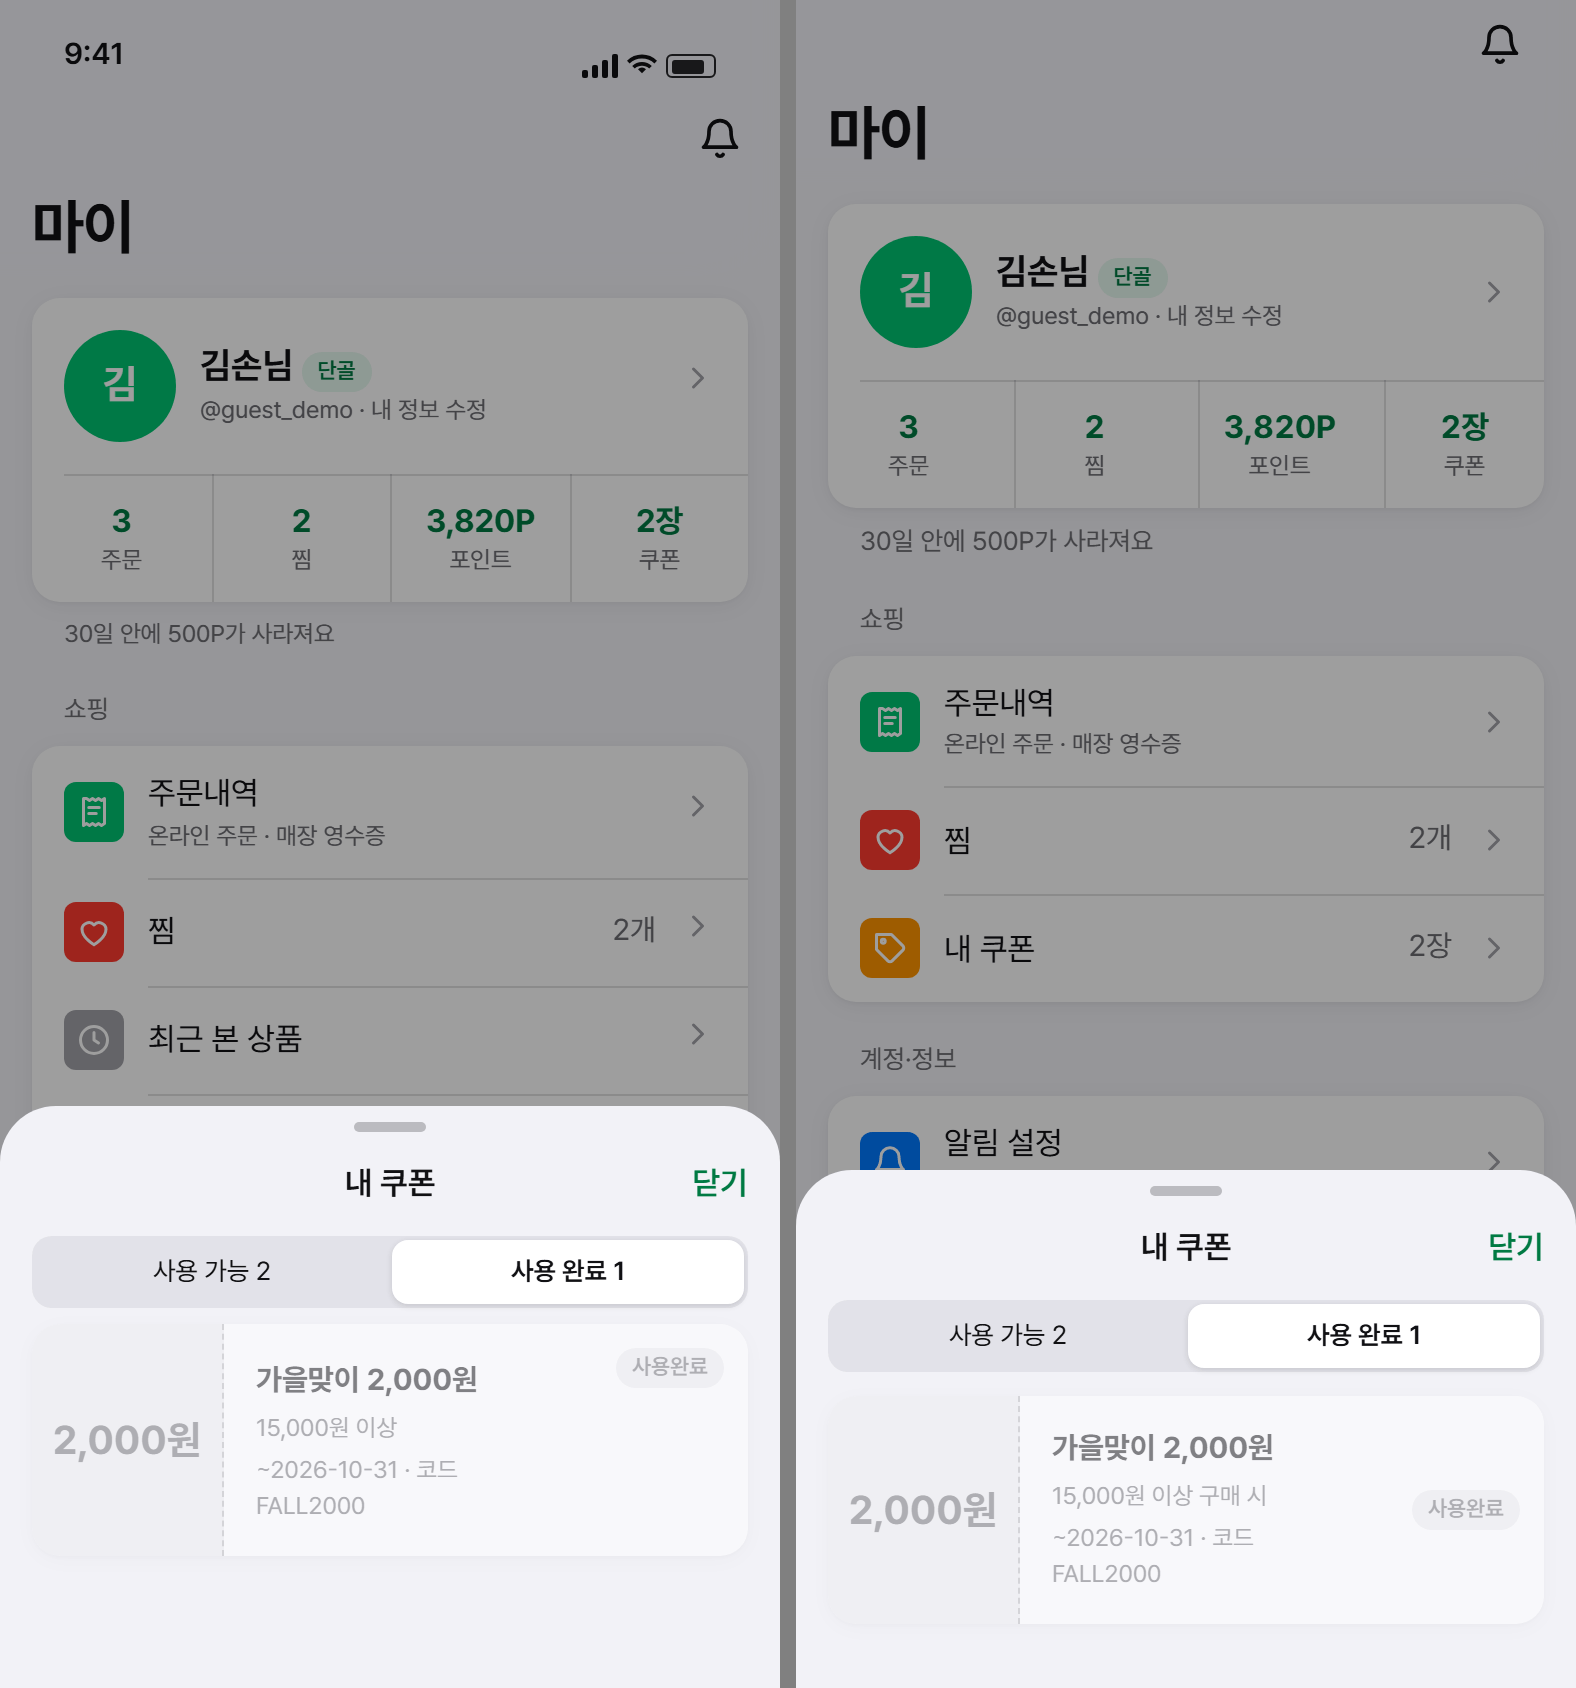 9:41
마이
김
김손님 단골
@guest_demo · 내 정보 수정
3
주문
2
찜
3,820P
포인트
2장
쿠폰
30일 안에 500P가 사라져요
쇼핑
주문내역
온라인 주문 · 매장 영수증
찜 2개
최근 본 상품
내 쿠폰 닫기
사용 가능 2 사용 완료 1
2,000원
가을맞이 2,000원 사용완료
15,000원 이상
~2026-10-31 · 코드
FALL2000
마이
김
김손님 단골
@guest_demo · 내 정보 수정
3
주문
2
찜
3,820P
포인트
2장
쿠폰
30일 안에 500P가 사라져요
쇼핑
주문내역
온라인 주문 · 매장 영수증
찜 2개
내 쿠폰 2장
계정·정보
알림 설정
내 쿠폰 닫기
사용 가능 2 사용 완료 1
2,000원
가을맞이 2,000원
15,000원 이상 구매 시
사용완료
~2026-10-31 · 코드
FALL2000